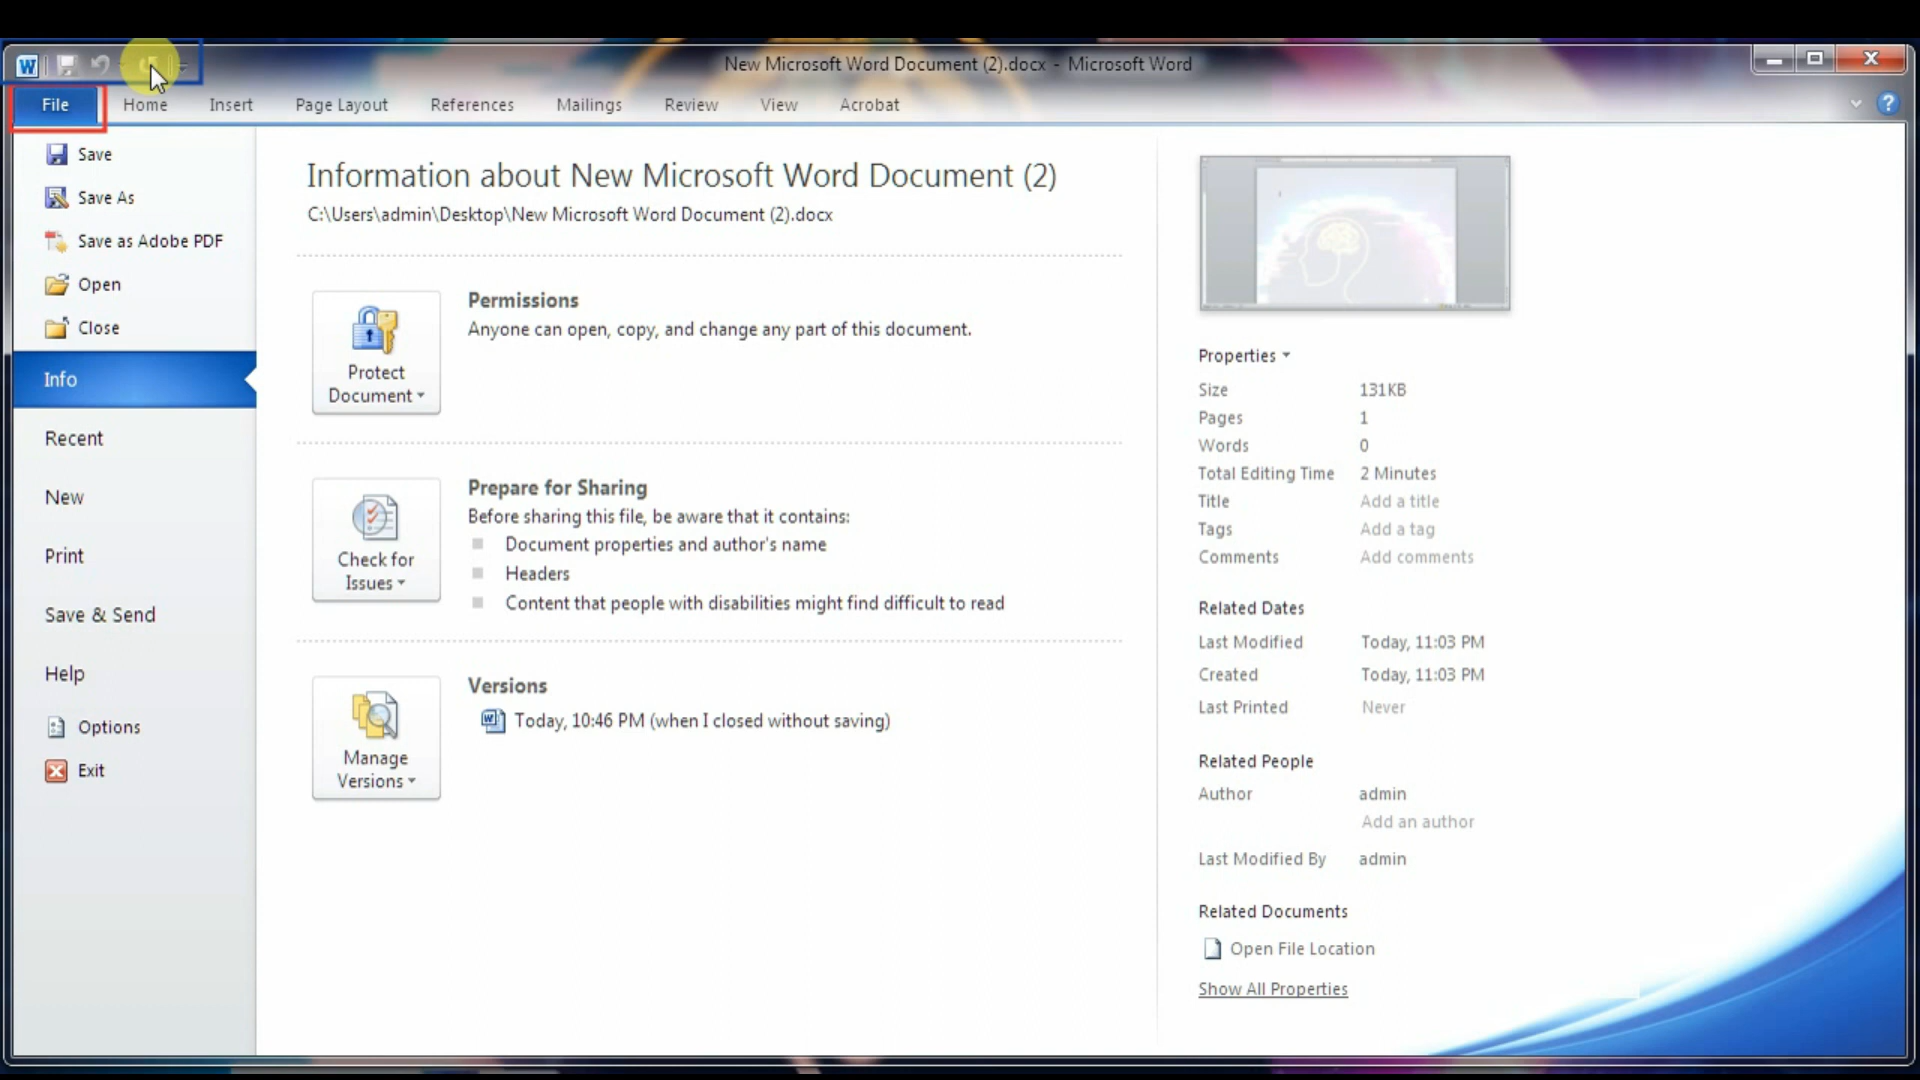 New Microsoft Word Document (2).docx - Microsoft Word
File Home Insert Page Layout References Mailings Review View Acrobat
Save
Save As
Save as Adobe PDF
Open
Close
Info
Recent
New
Print
Save & Send
Help
Options
Exit
Information about New Microsoft Word Document (2)
C:\Users\admin\Desktop\New Microsoft Word Document (2).docx
Protect
Document
Permissions
Anyone can open, copy, and change any part of this document.
Check for
Issues
Prepare for Sharing
Before sharing this file, be aware that it contains:
Document properties and author's name
Headers
Content that people with disabilities might find difficult to read
Manage
Versions
Versions
Today, 10:46 PM (when I closed without saving)
Properties
Size 131KB
Pages 1
Words 0
Total Editing Time 2 Minutes
Title Add a title
Tags Add a tag
Comments Add comments
Related Dates
Last Modified Today, 11:03 PM
Created Today, 11:03 PM
Last Printed Never
Related People
Author admin
Add an author
Last Modified By admin
Related Documents
Open File Location
Show All Properties